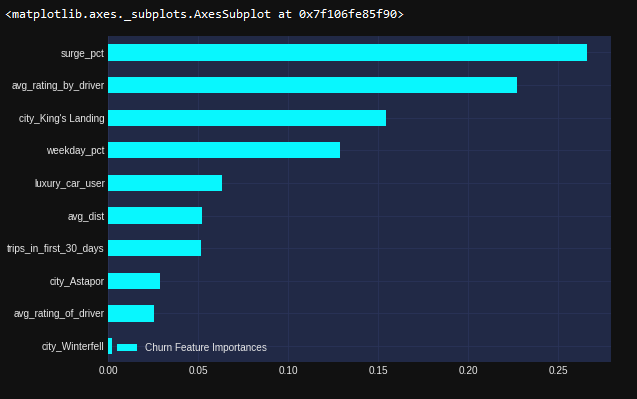 <matplotlib.axes._subplots.AxesSubplot at 0x7f106fe85f90>
surge_pct
avg_rating_by_driver
city_King's Landing
weekday_pct
luxury_car_user
avg_dist
trips_in_first_30_days
city_Astapor
avg_rating_of_driver
city_Winterfell
Churn Feature Importances
0.00 0.05 0.10 0.15 0.20 0.25